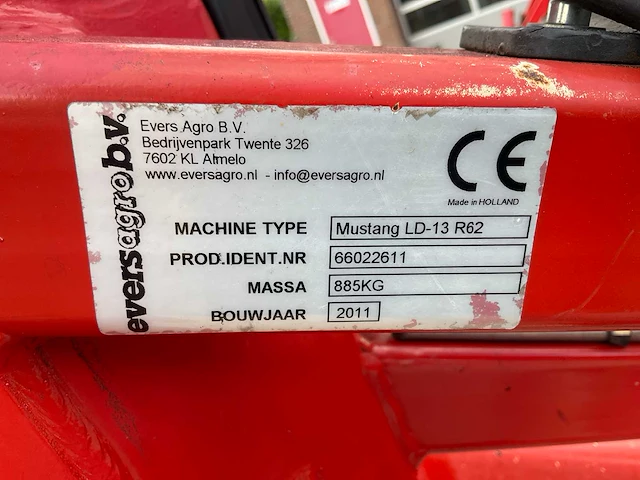 eversagro b.v.
Evers Agro B.V.
Bedrijvenpark Twente 326
7602 KL Almelo
www.eversagro.nl - info@eversagro.nl
CE
Made in HOLLAND
MACHINE TYPE Mustang LD-13 R62
PROD.IDENT.NR 66022611
MASSA 885KG
BOUWJAAR 2011